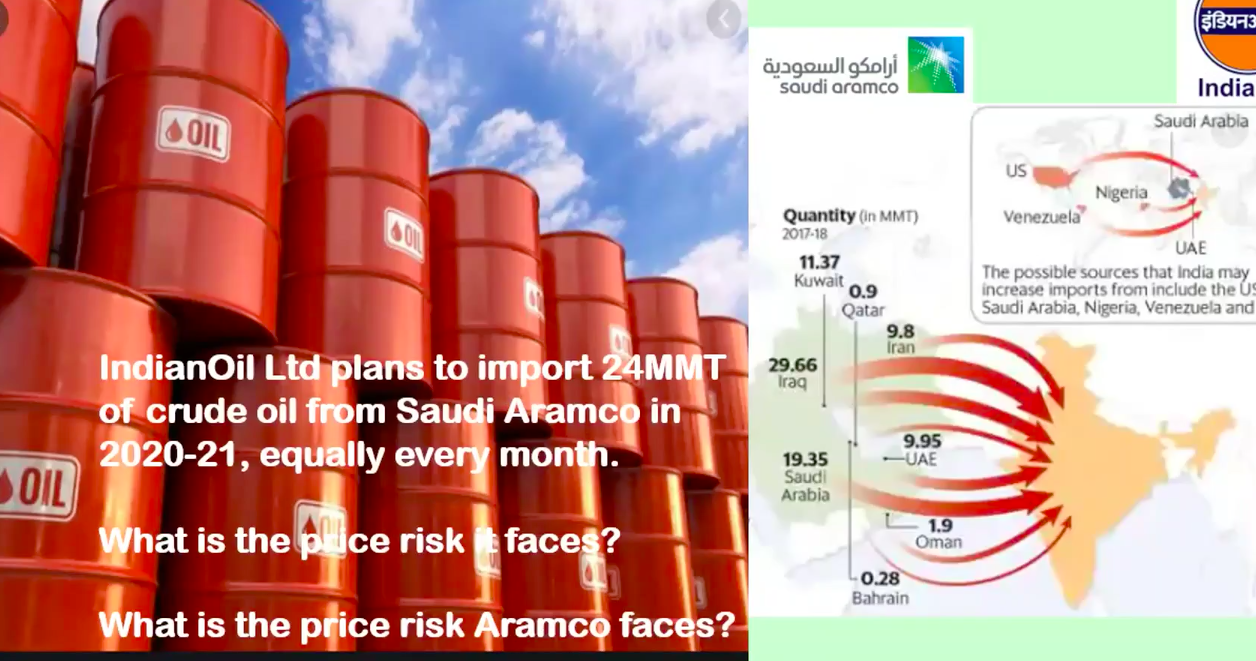 OIL
OIL
OIL
IndianOil Ltd plans to import 24MMT
of crude oil from Saudi Aramco in
2020-21, equally every month.
What is the price risk it faces?
What is the price risk Aramco faces?
أرامكو السعودية
saudi aramco
India
Saudi Arabia
US
Nigeria
Venezuela
UAE
The possible sources that India may
increase imports from include the US
Saudi Arabia, Nigeria, Venezuela and
Quantity (in MMT)
2017-18
11.37
Kuwait
0.9
Qatar
9.8
Iran
29.66
Iraq
9.95
UAE
19.35
Saudi
Arabia
1.9
Oman
0.28
Bahrain